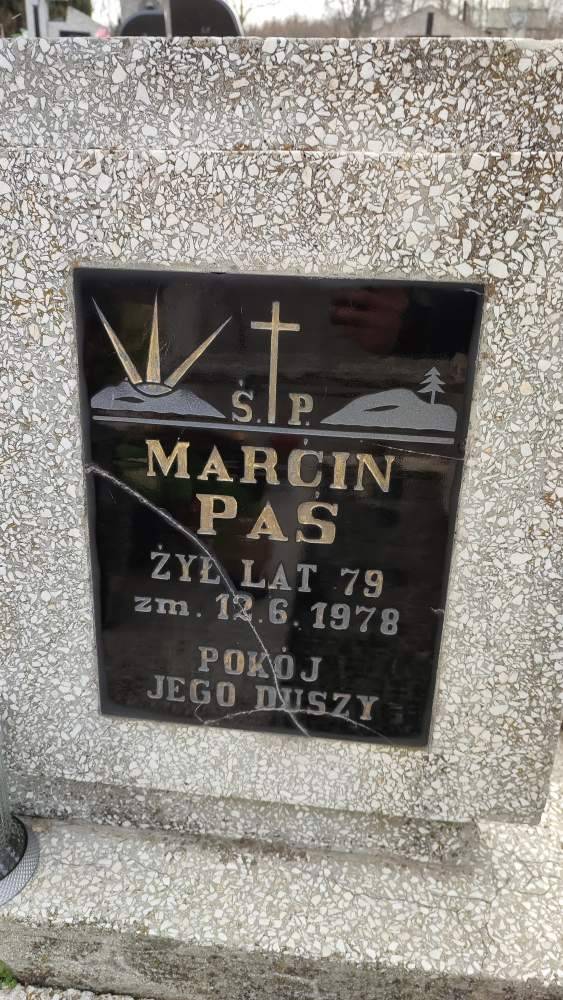 Ś.P.
MARCIN
PAŚ
ŻYŁ LAT 79
zm. 12.6.1978
POKÓJ
JEGO DUSZY